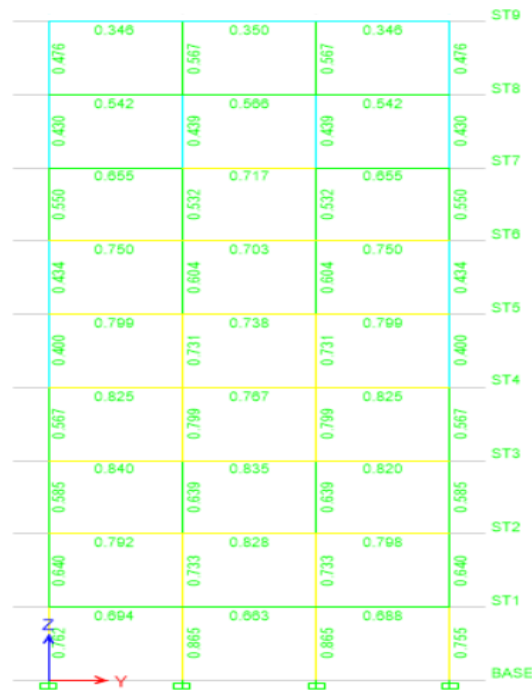 ST9
0.346 0.350 0.346
0.476 0.567 0.567 0.476
ST8
0.542 0.566 0.542
0.430 0.439 0.439 0.430
ST7
0.655 0.717 0.655
0.550 0.532 0.532 0.550
ST6
0.750 0.703 0.750
0.434 0.604 0.604 0.434
ST5
0.799 0.738 0.799
0.400 0.731 0.731 0.400
ST4
0.825 0.767 0.825
0.567 0.799 0.799 0.567
ST3
0.840 0.835 0.820
0.585 0.639 0.639 0.585
ST2
0.792 0.828 0.798
0.640 0.733 0.733 0.640
ST1
0.694 0.663 0.688
Z
0.762 0.865 0.865 0.755
Y
BASE